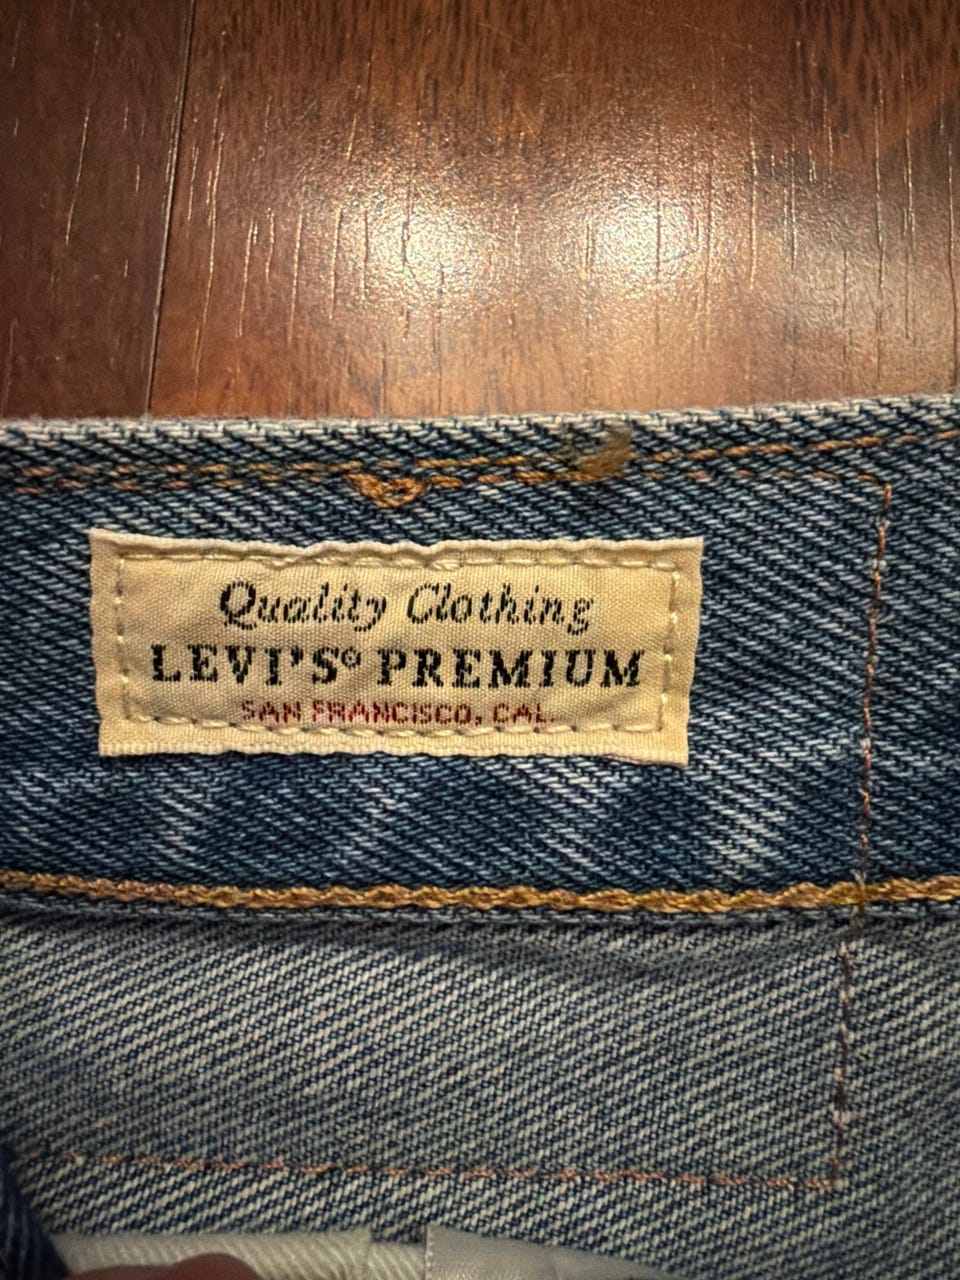 Quality Clothing
LEVI'S® PREMIUM
SAN FRANCISCO, CAL.